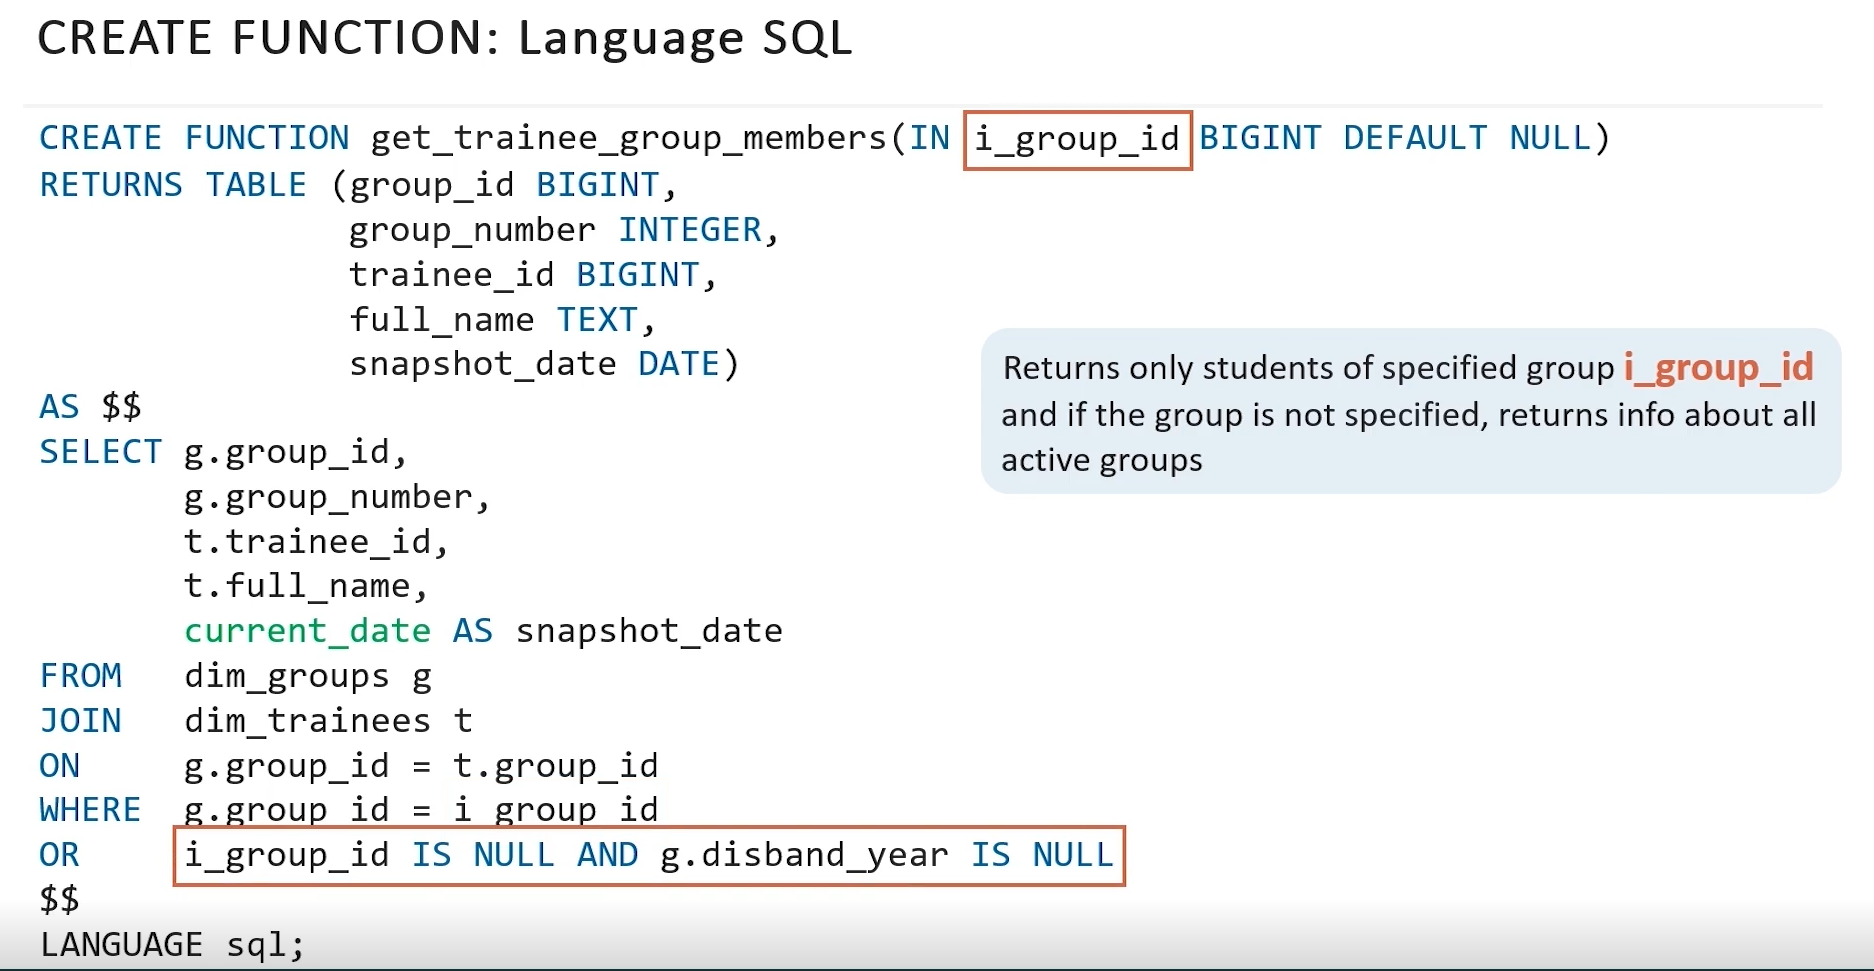 CREATE FUNCTION: Language SQL
CREATE FUNCTION get_trainee_group_members(IN i_group_id BIGINT DEFAULT NULL)
RETURNS TABLE (group_id BIGINT,
group_number INTEGER,
trainee_id BIGINT,
full_name TEXT,
snapshot_date DATE)
AS $$
SELECT g.group_id,
g.group_number,
t.trainee_id,
t.full_name,
current_date AS snapshot_date
FROM dim_groups g
JOIN dim_trainees t
ON g.group_id = t.group_id
WHERE g.group_id = i_group_id
OR i_group_id IS NULL AND g.disband_year IS NULL
$$
LANGUAGE sql;
Returns only students of specified group i_group_id
and if the group is not specified, returns info about all
active groups